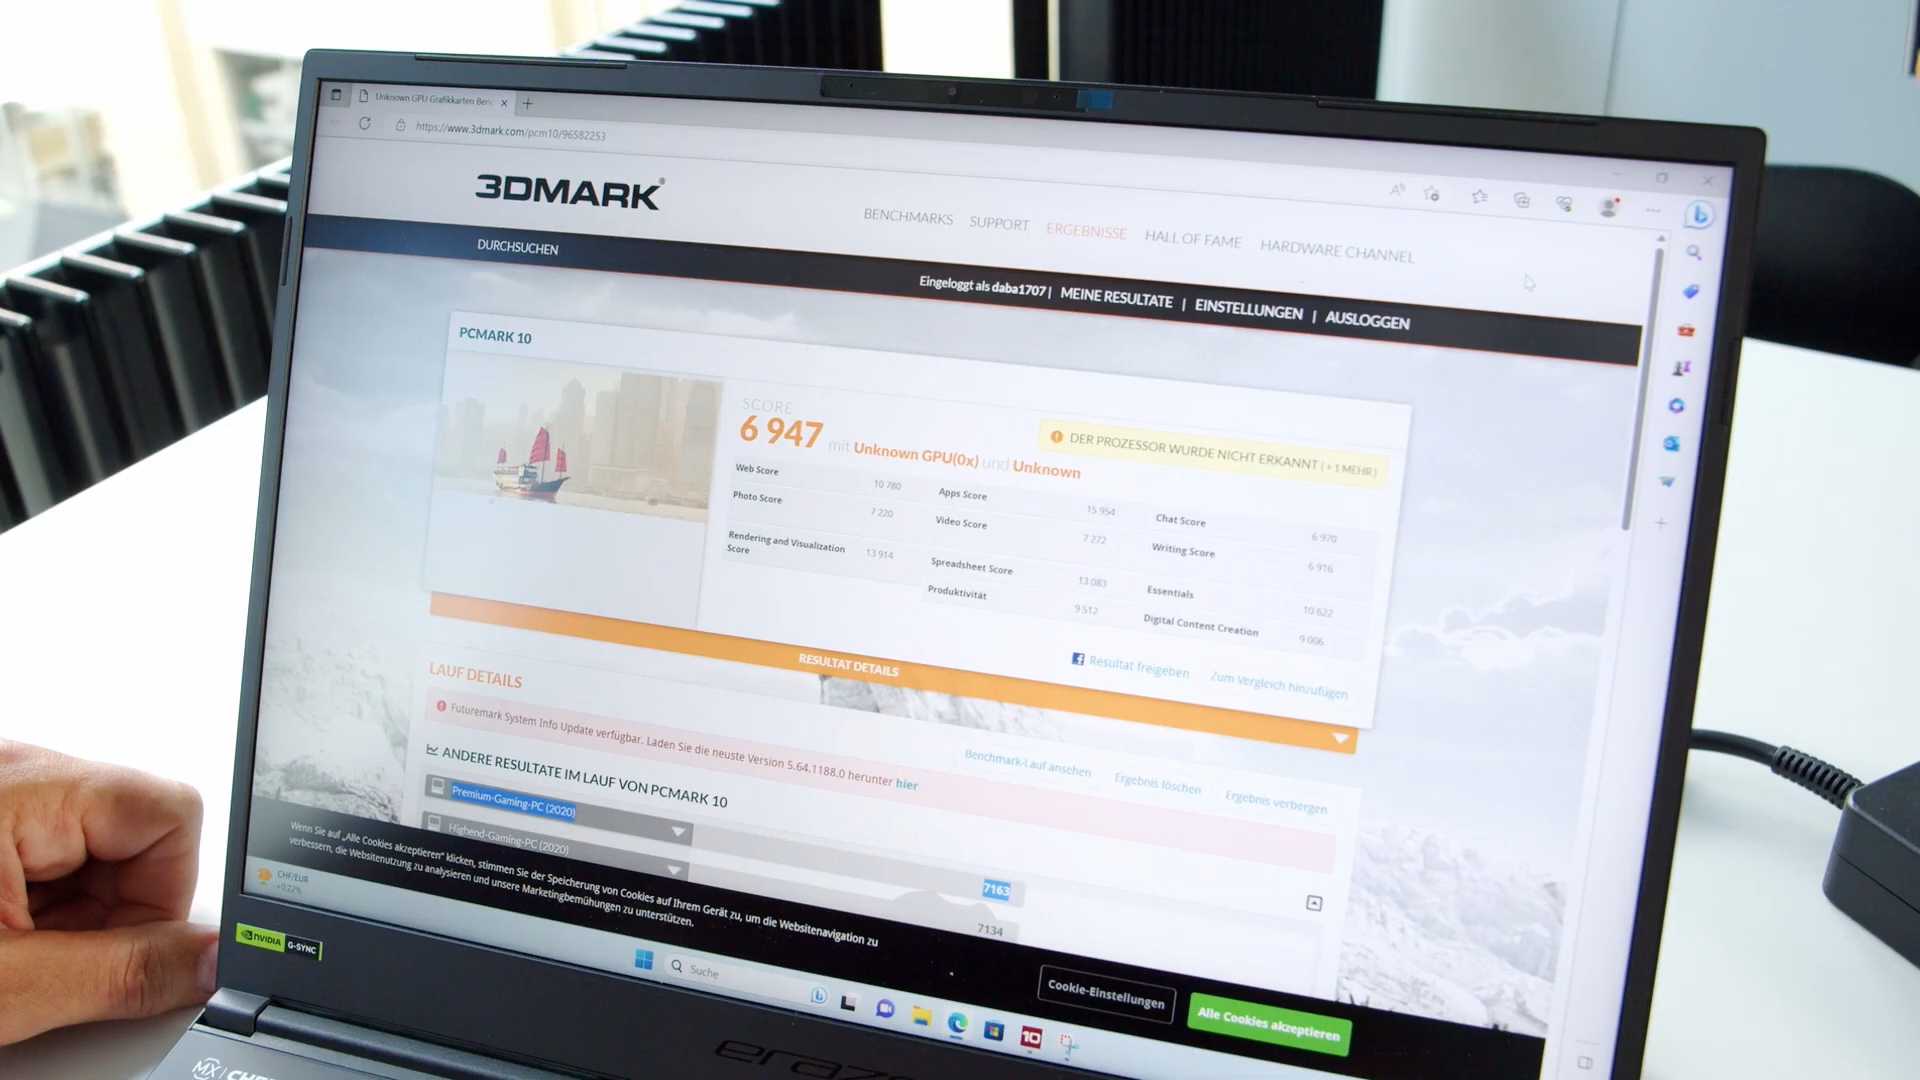 Unknown GPU Grafikkarten Ben
https://www.3dmark.com/pcm10/96582253
3DMARK®
BENCHMARKS SUPPORT ERGEBNISSE HALL OF FAME HARDWARE CHANNEL
DURCHSUCHEN
Eingeloggt als daba1707 | MEINE RESULTATE | EINSTELLUNGEN | AUSLOGGEN
PCMARK 10
SCORE
6 947 mit Unknown GPU(0x) und Unknown
DER PROZESSOR WURDE NICHT ERKANNT (+1 MEHR)
Web Score 10 780
Apps Score 15 954
Chat Score 6 970
Photo Score 7 220
Video Score 7 272
Writing Score 6 916
Rendering and Visualization
Score 13 914
Spreadsheet Score 13 083
Essentials 10 622
Produktivität 9 512
Digital Content Creation 9 006
Resultat freigeben Zum Vergleich hinzufügen
RESULTAT DETAILS
LAUF DETAILS
Benchmark-Lauf ansehen Ergebnis löschen Ergebnis verbergen
Futuremark System Info Update verfügbar. Laden Sie die neuste Version 5.64.1188.0 herunter hier
ANDERE RESULTATE IM LAUF VON PCMARK 10
Premium-Gaming-PC (2020) 7163
Highend-Gaming-PC (2020) 7134
Wenn Sie auf „Alle Cookies akzeptieren“ klicken, stimmen Sie der Speicherung von Cookies auf Ihrem Gerät zu, um die Websitenavigation zu
verbessern, die Websitenutzung zu analysieren und unsere Marketingbemühungen zu unterstützen.
Cookie-Einstellungen
Alle Cookies akzeptieren
CHF/EUR
+0,22%
Suche
10
NVIDIA G-SYNC
MX